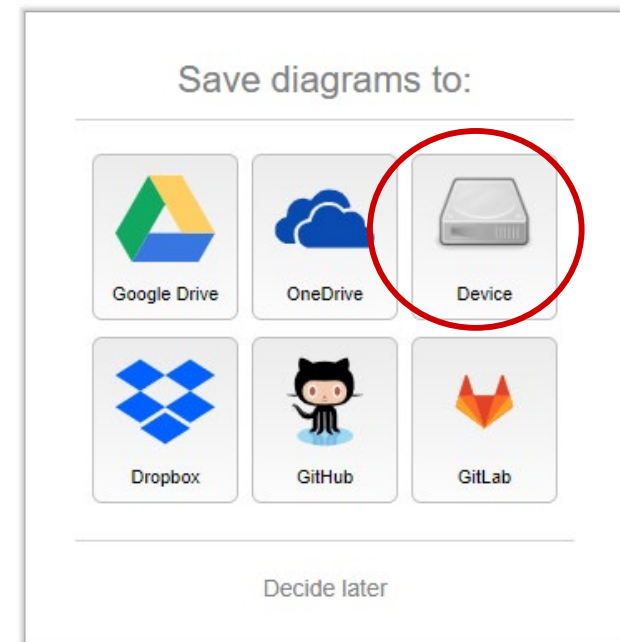 Save diagrams to:
Google Drive
OneDrive
Device
Dropbox
GitHub
GitLab
Decide later